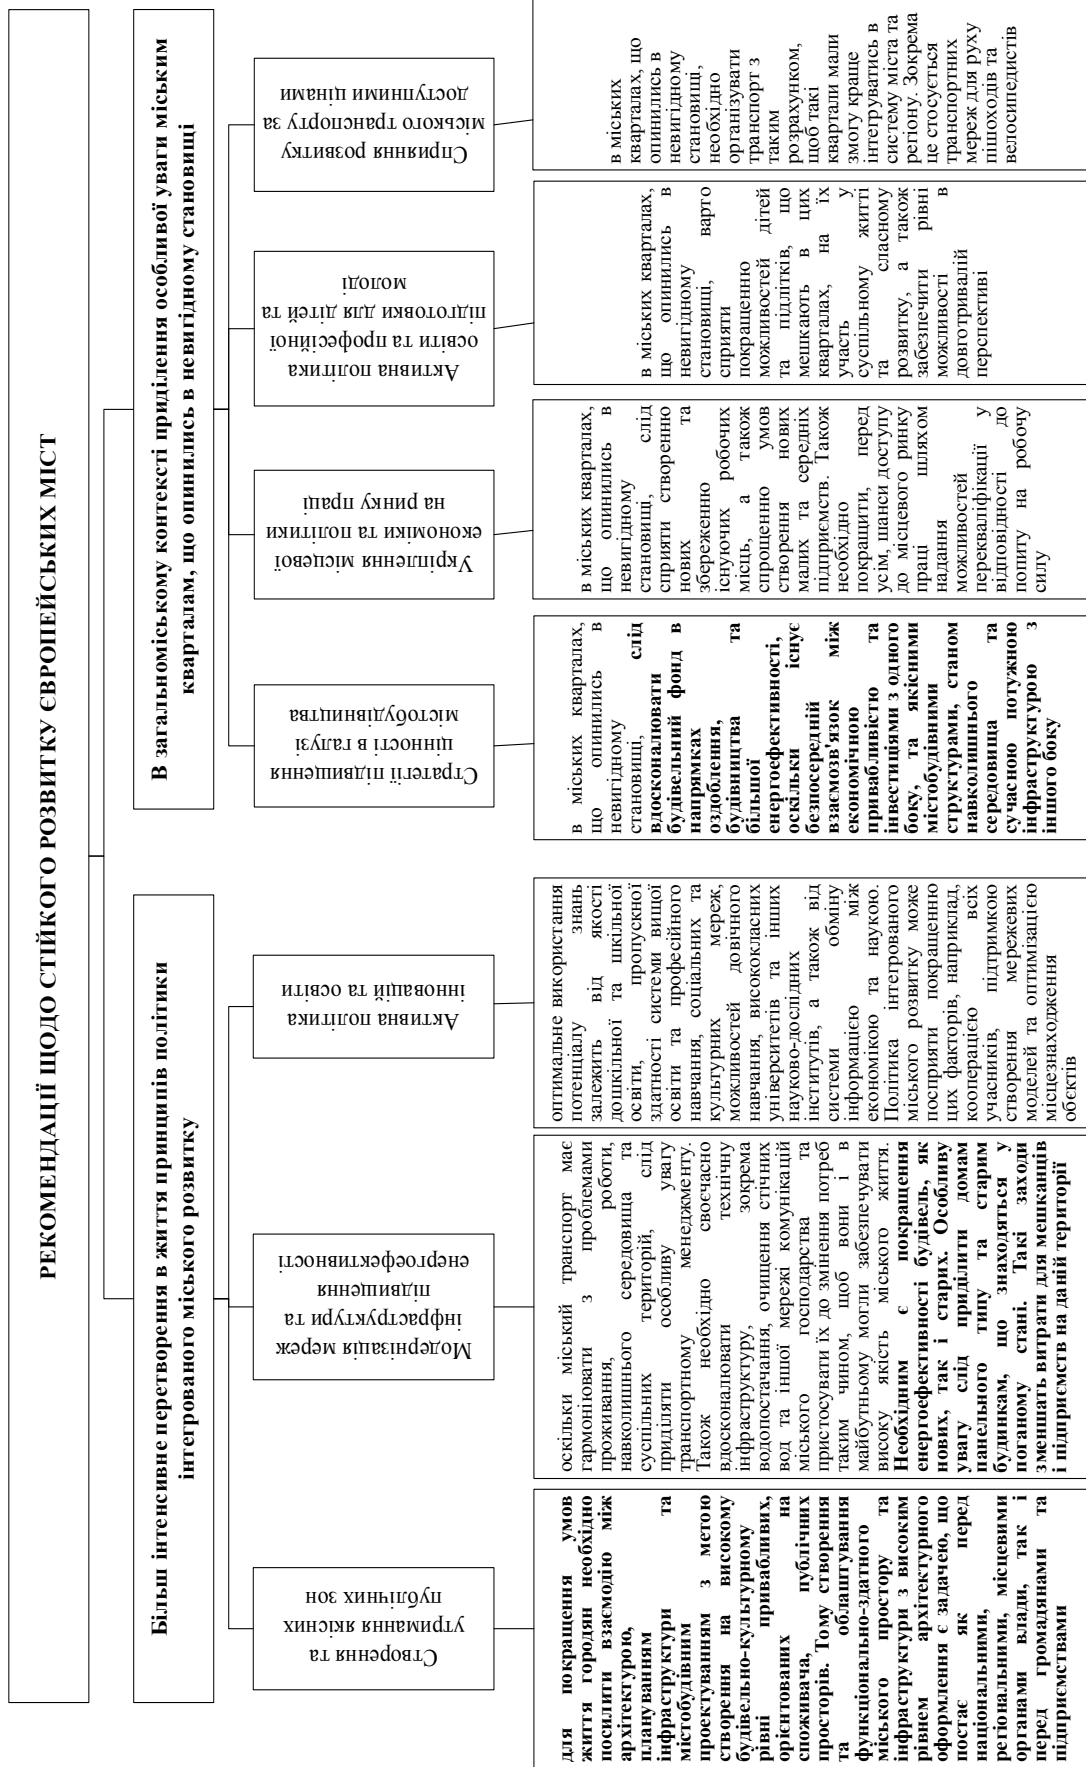 РЕКОМЕНДАЦІЇ ЩОДО СТІЙКОГО РОЗВИТКУ ЄВРОПЕЙСЬКИХ МІСТ
Більш інтенсивне перетворення в життя принципів політики
інтегрованого міського розвитку
В загальноміському контексті приділення особливої уваги міським
кварталам, що опинились в невигідному становищі
Створення та
утримання якісних
публічних зон
для покращення умов
життя городян необхідно
посилити взаємодію між
архітектурою,
плануванням
інфраструктури та
містобудівним
проектуванням з метою
створення на високому
будівельно-культурному
рівні привабливих,
орієнтованих на
споживача, публічних
просторів. Тому створення
та облаштування
функціонально-здатного
міського простору та
інфраструктури з високим
рівнем архітектурного
оформлення є задачею, що
постає як перед
національними,
регіональними, місцевими
органами влади, так і
перед громадянами та
підприємствами
Модернізація мереж
інфраструктури та
підвищення
енергоефективності
оскільки міський транспорт має
гармоніювати з проблемами
проживання, роботи,
навколишнього середовища та
суспільних територій, слід
приділяти особливу увагу
транспортному менеджменту.
Також необхідно своєчасно
вдосконалювати технічну
інфраструктуру, зокрема
водопостачання, очищення стічних
вод та іншої мережі комунікацій
міського господарства та
пристосувати їх до змінення потреб
таким чином, щоб вони і в
майбутньому могли забезпечувати
високу якість міського життя.
Необхідним є покращення
енергоефективності будівель, як
нових, так і старих. Особливу
увагу слід приділити домам
панельного типу та старим
будинкам, що знаходяться у
поганому стані. Такі заходи
зменшать витрати для мешканців
і підприємств на даній території
Активна політика
інновацій та освіти
оптимальне використання
потенціалу знань
залежить від якості
дошкільної та шкільної
освіти, пропускної
здатності системи вищої
освіти та професійного
навчання, соціальних та
культурних мереж,
можливостей довічного
навчання, висококласних
університетів та інших
науково-дослідних
інститутів, а також від
системи обміну
інформацією між
економікою та наукою.
Політика інтегрованого
міського розвитку може
посприяти покращенню
цих факторів, наприклад,
кооперацією всіх
учасників, підтримкою
створення мережевих
моделей та оптимізацією
місцезнаходження
обєктів
Стратегії підвищення
цінності в галузі
містобудівництва
в міських кварталах,
що опинились в
невигідному
становищі, слід
вдосконалювати
будівельний фонд в
напрямках
оздоблення,
будівництва та
більшої
енергоефективності,
оскільки існує
безпосередній
взаємозв'язок між
економічною
привабливістю та
інвестиціями з одного
боку, та якісними
містобудівними
структурами, станом
навколишнього
середовища та
сучасною потужною
інфраструктурою з
іншого боку
Укріплення місцевої
економіки та політики
на ринку праці
в міських кварталах,
що опинились в
невигідному
становищі, слід
сприяти створенню
нових та
збереженню
існуючих робочих
місць, а також
спрощенню умов
створення нових
малих та середніх
підприємств. Також
необхідно
покращити, перед
усім, шанси доступу
до місцевого ринку
праці шляхом
надання
можливостей
перекваліфікації у
відповідності до
попиту на робочу
силу
Активна політика
освіти та професійної
підготовки для дітей та
молоді
в міських кварталах,
що опинились в
невигідному
становищі, варто
сприяти
покращенню
можливостей дітей
та підлітків, що
мешкають в цих
кварталах, на їх
участь у
суспільному житті
та сласному
розвитку, а також
забезпечити рівні
можливості в
довготривалій
перспективі
Сприяння розвитку
міського транспорту за
доступними цінами
в міських
кварталах, що
опинились в
невигідному
становищі,
необхідно
організувати
транспорт з
таким
розрахунком,
щоб такі
квартали мали
змогу краще
інтетруватись в
систему міста та
регіону. Зокрема
це стосується
транспортних
мереж для руху
пішоходів та
велосипедистів